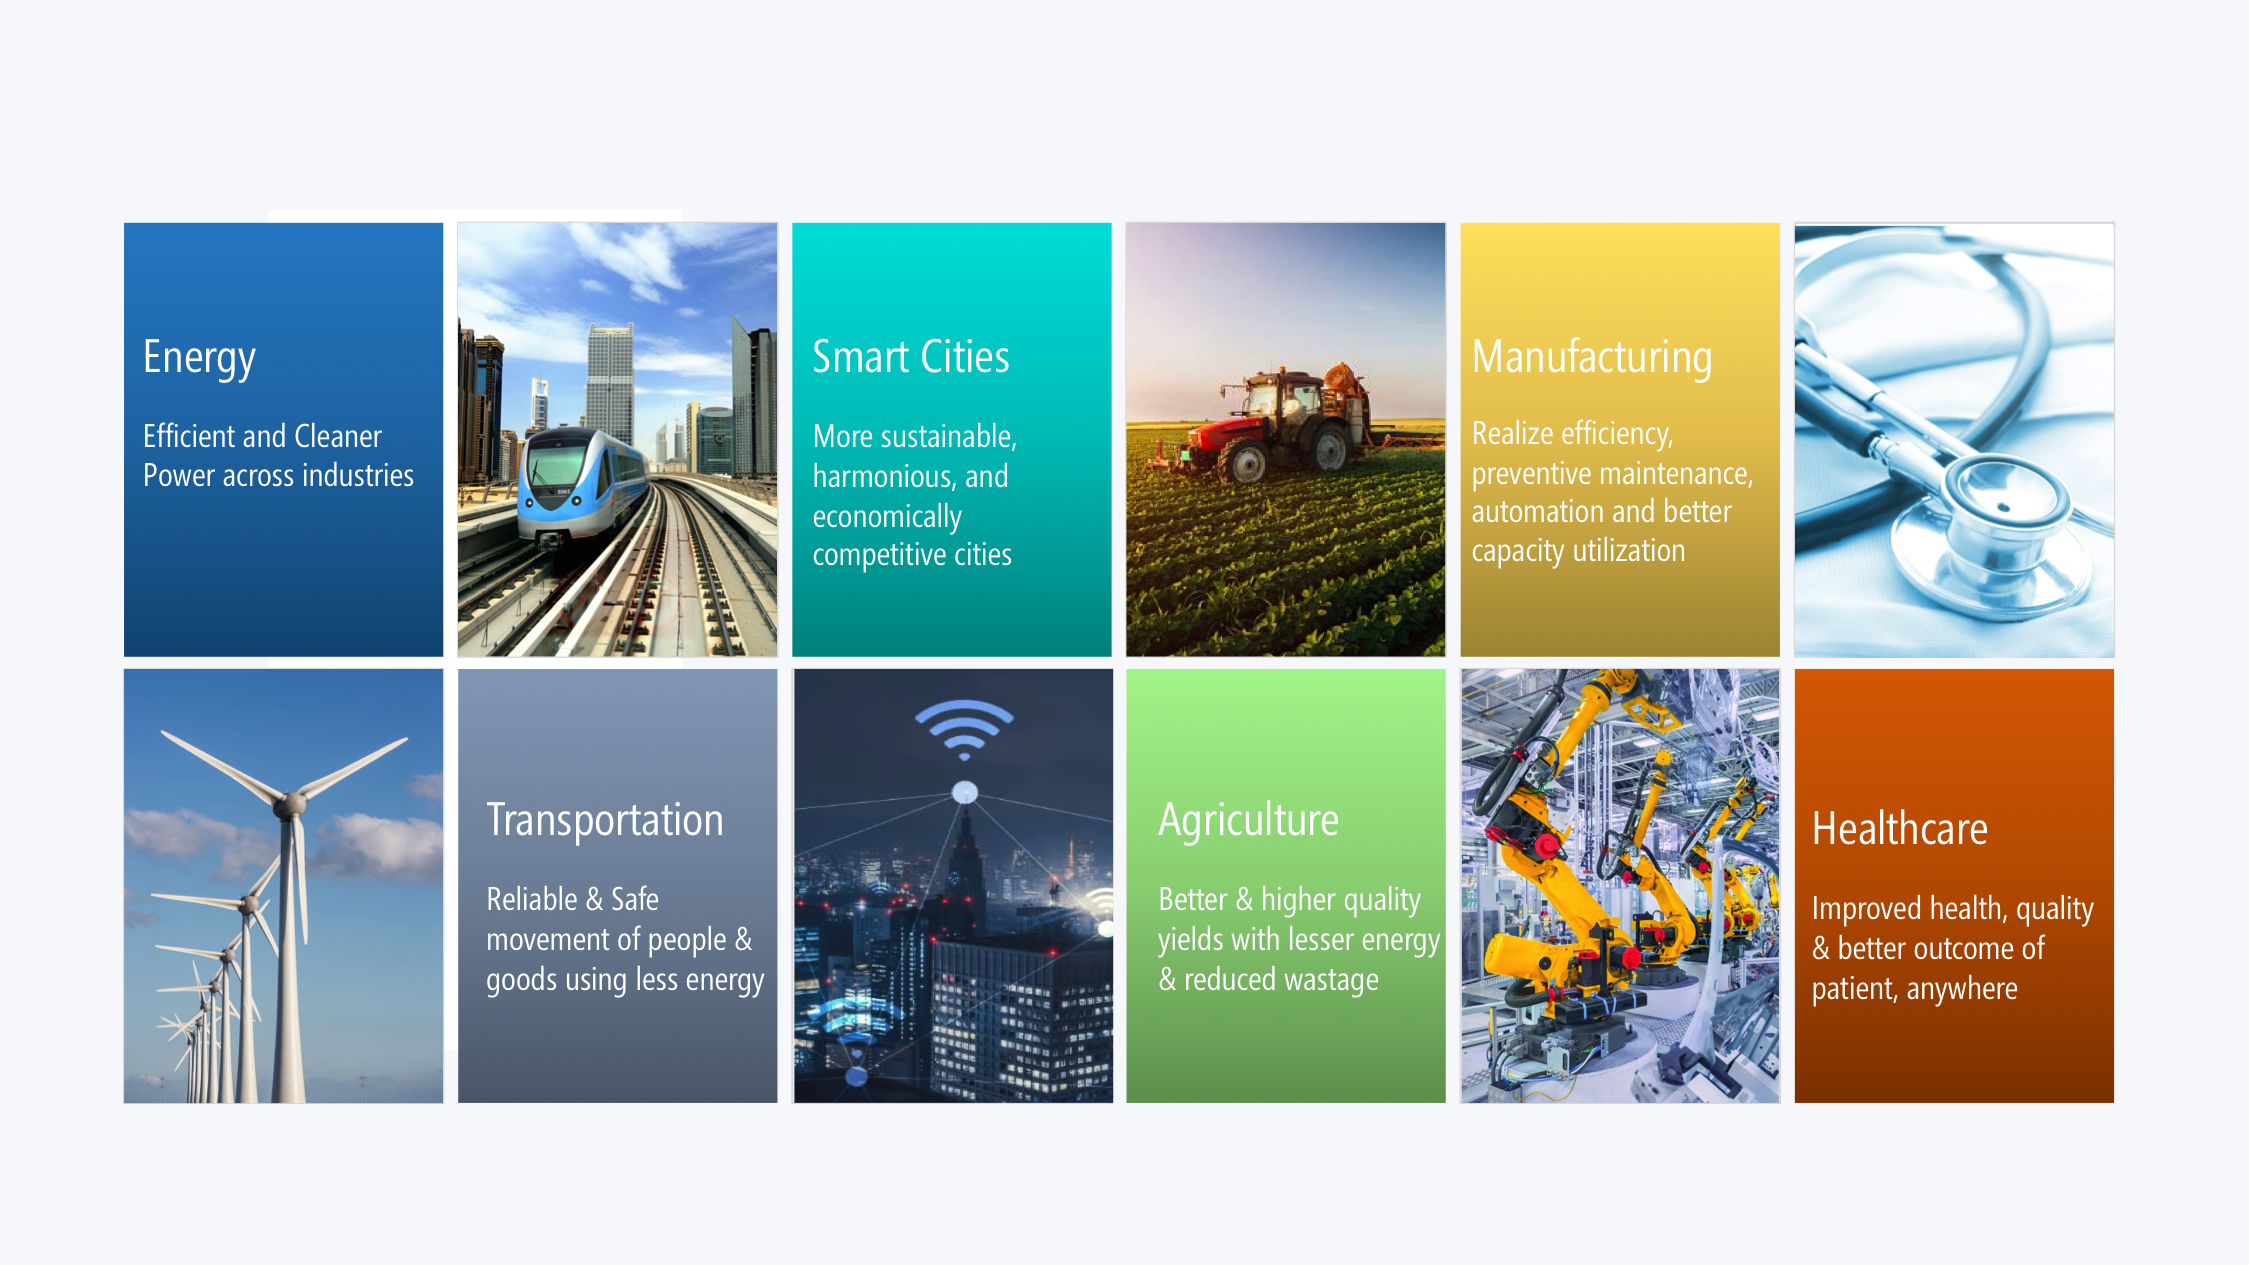 Energy
Efficient and Cleaner
Power across industries
Smart Cities
More sustainable,
harmonious, and
economically
competitive cities
Manufacturing
Realize efficiency,
preventive maintenance,
automation and better
capacity utilization
Transportation
Reliable & Safe
movement of people &
goods using less energy
Agriculture
Better & higher quality
yields with lesser energy
& reduced wastage
Healthcare
Improved health, quality
& better outcome of
patient, anywhere